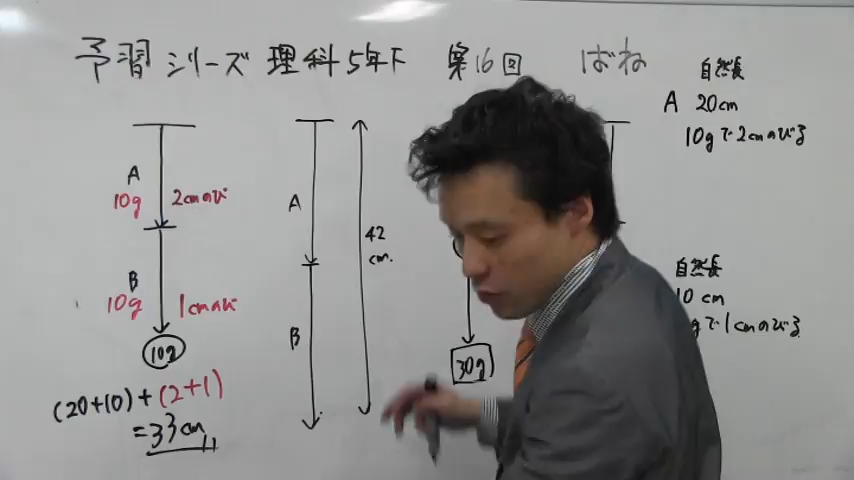 予習シリーズ 理科5年下 第16回 ばね
自然長
A 20cm
10gで2cmのびる
A
10g 2cmのび
B
10g 1cmのび
10g
(20+10)+(2+1)
=33cm
A
42
cm.
B
30g
自然長
10 cm
gで1cmのびる